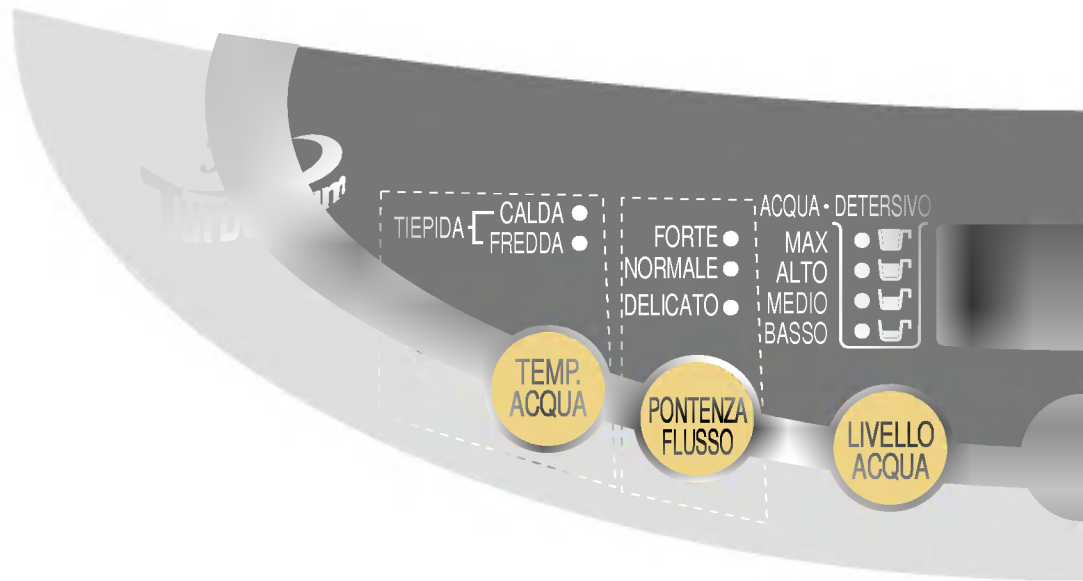 TIEPIDA
CALDA
FREDDA
FORTE
NORMALE
DELICATO
ACQUA • DETERSIVO
MAX
ALTO
MEDIO
BASSO
TEMP.
ACQUA
PONTENZA
FLUSSO
LIVELLO
ACQUA